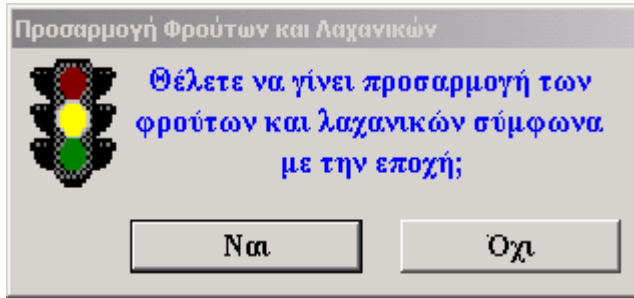 Προσαρμογή Φρούτων και Λαχανικών
Θέλετε να γίνει προσαρμογή των
φρούτων και λαχανικών σύμφωνα
με την εποχή;
Ναι
Όχι